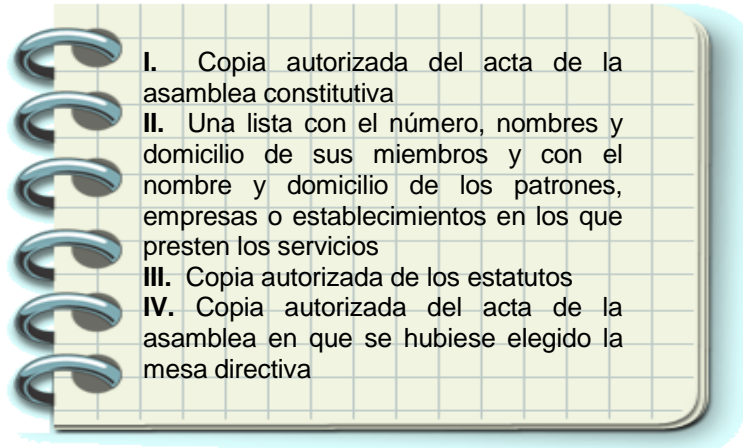 I. Copia autorizada del acta de la
asamblea constitutiva
II. Una lista con el número, nombres y
domicilio de sus miembros y con el
nombre y domicilio de los patrones,
empresas o establecimientos en los que
presten los servicios
III. Copia autorizada de los estatutos
IV. Copia autorizada del acta de la
asamblea en que se hubiese elegido la
mesa directiva